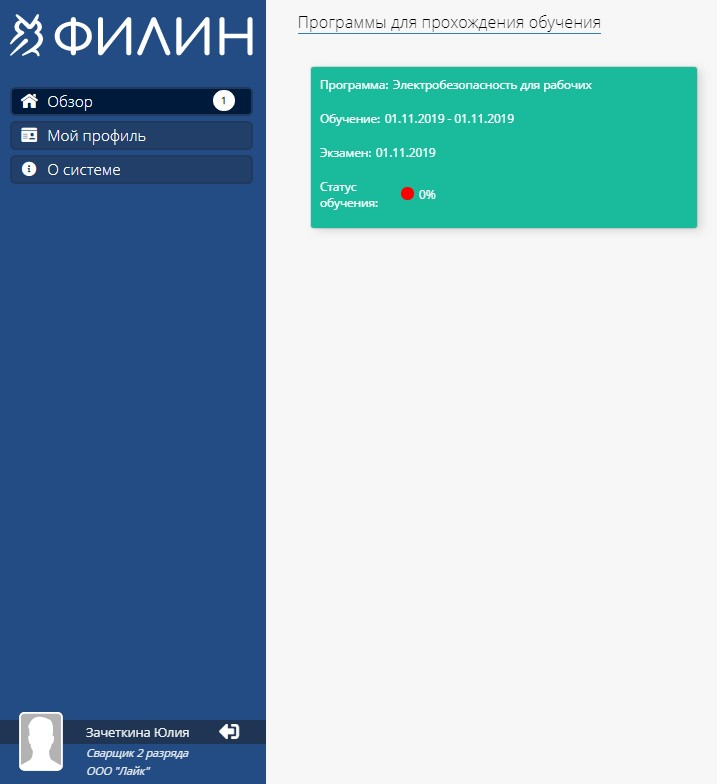 ФИЛИН
Обзор 1
Мой профиль
О системе
Программы для прохождения обучения
Программа: Электробезопасность для рабочих
Обучение: 01.11.2019 - 01.11.2019
Экзамен: 01.11.2019
Статус
обучения: 0%
Зачеткина Юлия
Сварщик 2 разряда
ООО "Лайк"